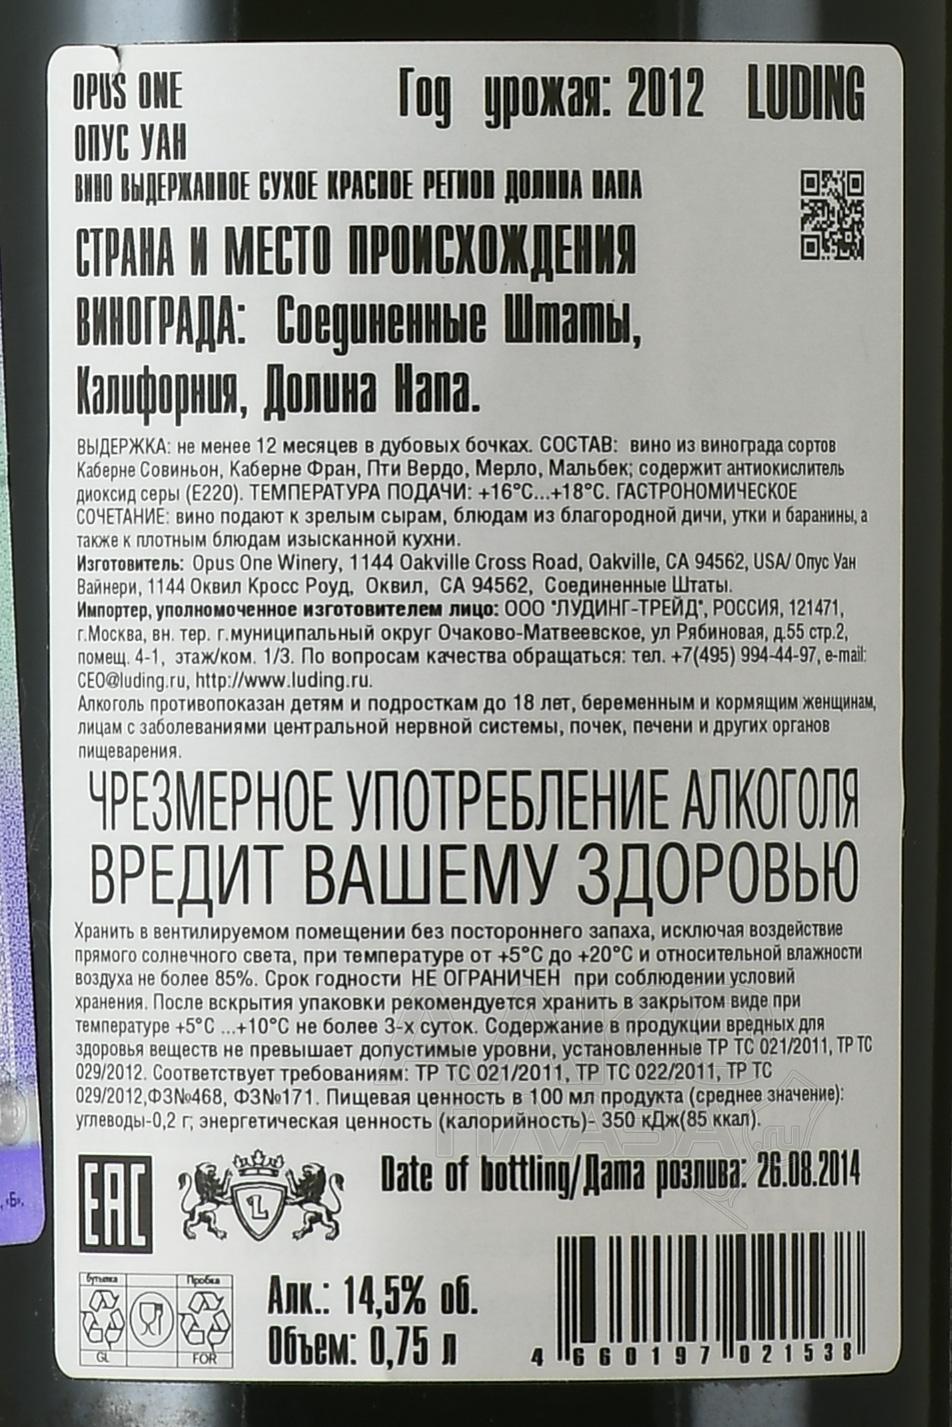 OPUS ONE
Год урожая: 2012 LUDING
ОПУС УАН
ВИНО ВЫДЕРЖАННОЕ СУХОЕ КРАСНОЕ РЕГИОН ДОЛИНА НАПА
СТРАНА И МЕСТО ПРОИСХОЖДЕНИЯ
ВИНОГРАДА: Соединенные Штаты,
Калифорния, Долина Напа.
ВЫДЕРЖКА: не менее 12 месяцев в дубовых бочках. СОСТАВ: вино из винограда сортов
Каберне Совиньон, Каберне Фран, Пти Вердо, Мерло, Мальбек; содержит антиокислитель
диоксид серы (Е220). ТЕМПЕРАТУРА ПОДАЧИ: +16°С...+18°С. ГАСТРОНОМИЧЕСКОЕ
СОЧЕТАНИЕ: вино подают к зрелым сырам, блюдам из благородной дичи, утки и баранины, а
также к плотным блюдам изысканной кухни.
Изготовитель: Opus One Winery, 1144 Oakville Cross Road, Oakville, CA 94562, USA/ Опус Уан
Вайнери, 1144 Оквил Кросс Роуд, Оквил, СА 94562, Соединенные Штаты.
Импортер, уполномоченное изготовителем лицо: ООО "ЛУДИНГ-ТРЕЙД", РОССИЯ, 121471,
г.Москва, вн. тер. г.муниципальный округ Очаково-Матвеевское, ул Рябиновая, д.55 стр.2,
помещ. 4-1, этаж/ком. 1/3. По вопросам качества обращаться: тел. +7(495) 994-44-97, e-mail:
CEO@luding.ru, http://www.luding.ru.
Алкоголь противопоказан детям и подросткам до 18 лет, беременным и кормящим женщинам,
лицам с заболеваниями центральной нервной системы, почек, печени и других органов
пищеварения.
ЧРЕЗМЕРНОЕ УПОТРЕБЛЕНИЕ АЛКОГОЛЯ
ВРЕДИТ ВАШЕМУ ЗДОРОВЬЮ
Хранить в вентилируемом помещении без постороннего запаха, исключая воздействие
прямого солнечного света, при температуре от +5°С до +20°С и относительной влажности
воздуха не более 85%. Срок годности НЕ ОГРАНИЧЕН при соблюдении условий
хранения. После вскрытия упаковки рекомендуется хранить в закрытом виде при
температуре +5°С ...+10°С не более 3-х суток. Содержание в продукции вредных для
здоровья веществ не превышает допустимые уровни, установленные ТР ТС 021/2011, ТР ТС
029/2012. Соответствует требованиям: ТР ТС 021/2011, ТР ТС 022/2011, ТР ТС
029/2012,ФЗ№468, ФЗ№171. Пищевая ценность в 100 мл продукта (среднее значение):
углеводы-0,2 г; энергетическая ценность (калорийность)- 350 кДж(85 ккал).
EAC
L
Date of bottling/Дата розлива: 26.08.2014
бутылка Пробка
GL FOR
Алк.: 14,5% об.
Объем: 0,75 л
4 660197 021538
"Б".